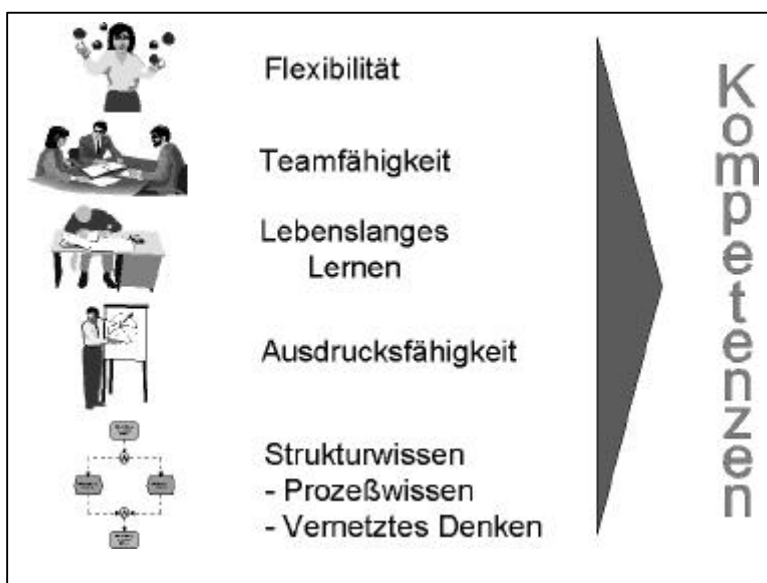 Flexibilität
Teamfähigkeit
Lebenslanges
Lernen
Ausdrucksfähigkeit
Strukturwissen
- Prozeßwissen
- Vernetztes Denken
Kompetenzen